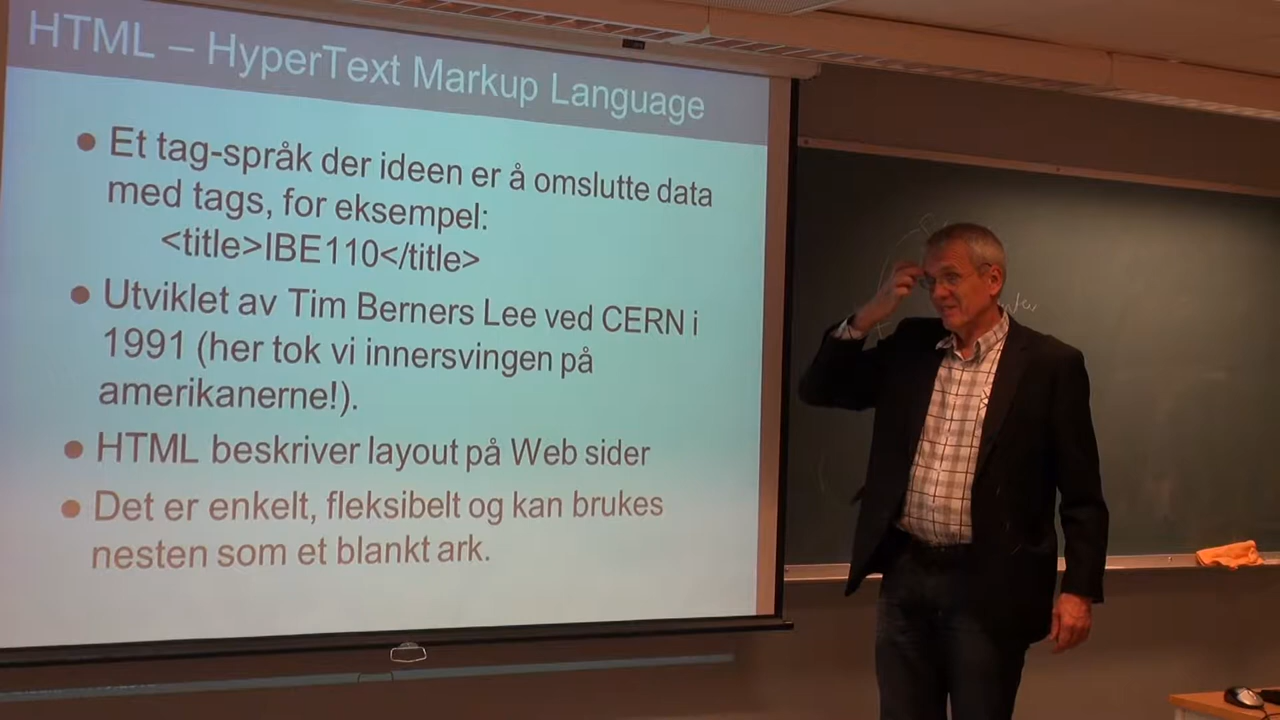 HTML – HyperText Markup Language
● Et tag-språk der ideen er å omslutte data
med tags, for eksempel:
<title>IBE110</title>
● Utviklet av Tim Berners Lee ved CERN i
1991 (her tok vi innersvingen på
amerikanerne!).
● HTML beskriver layout på Web sider
● Det er enkelt, fleksibelt og kan brukes
nesten som et blankt ark.